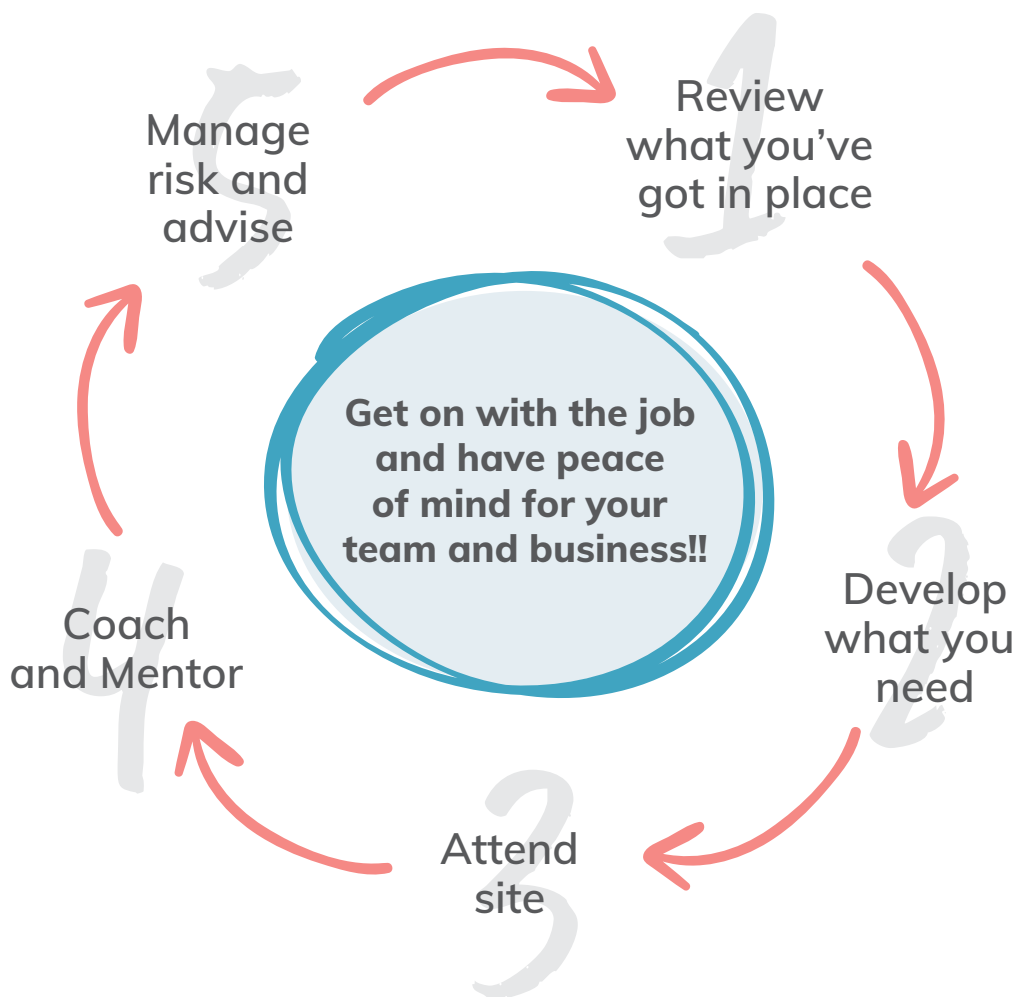 1
Review
what you’ve
got in place
2
Develop
what you
need
3
Attend
site
4
Coach
and Mentor
5
Manage
risk and
advise
Get on with the job
and have peace
of mind for your
team and business!!